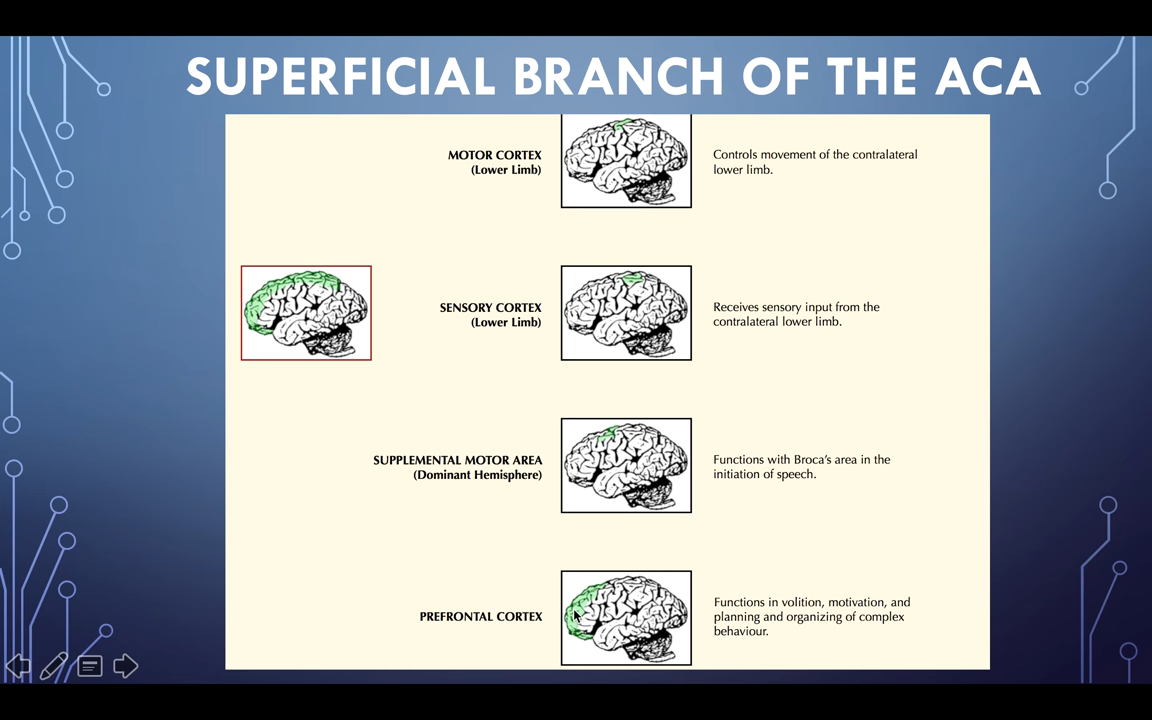 SUPERFICIAL BRANCH OF THE ACA
MOTOR CORTEX
(Lower Limb)
Controls movement of the contralateral
lower limb.
SENSORY CORTEX
(Lower Limb)
Receives sensory input from the
contralateral lower limb.
SUPPLEMENTAL MOTOR AREA
(Dominant Hemisphere)
Functions with Broca's area in the
initiation of speech.
PREFRONTAL CORTEX
Functions in volition, motivation, and
planning and organizing of complex
behaviour.